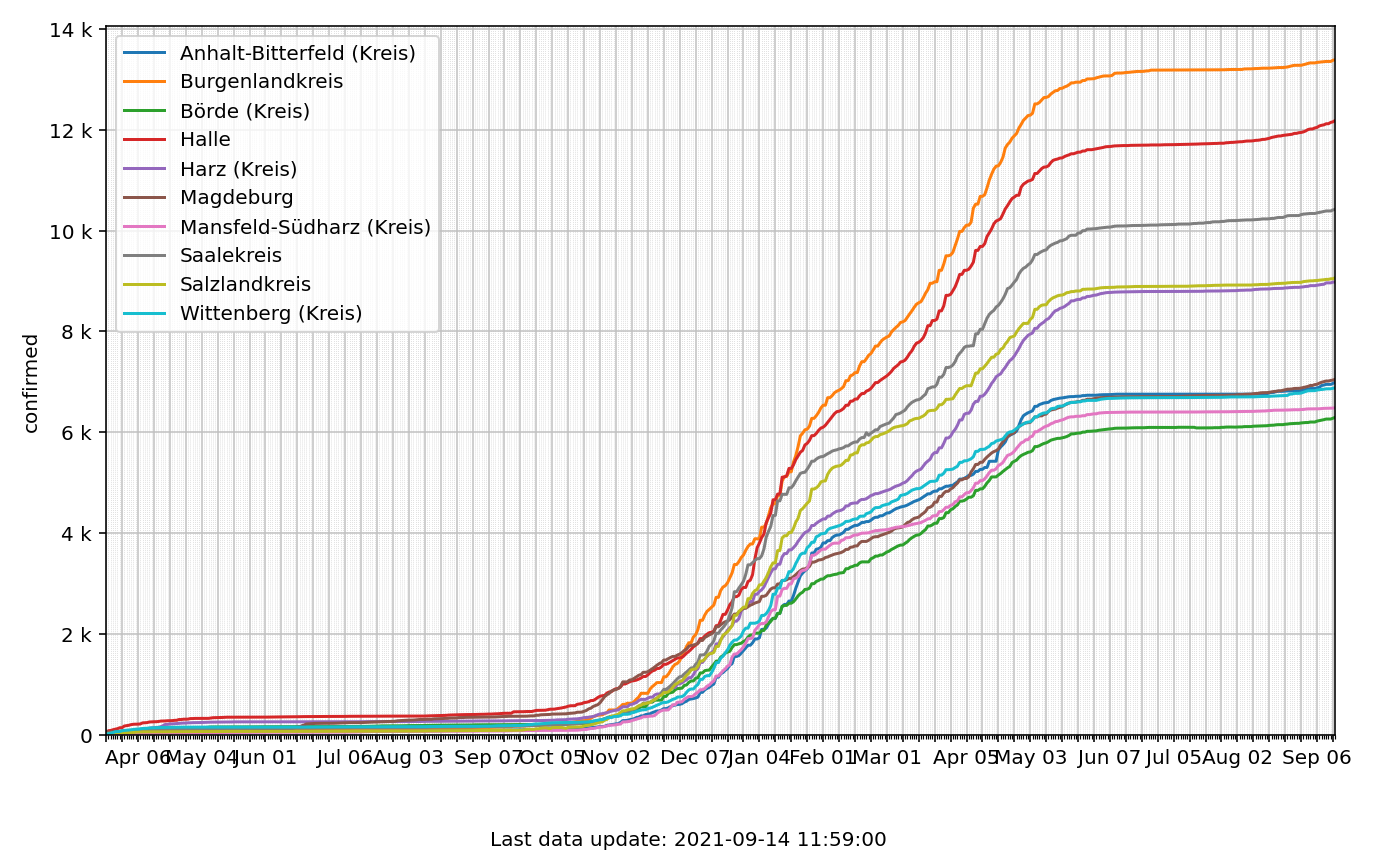 14 k
12 k
10 k
8 k
6 k
4 k
2 k
0
confirmed
Anhalt-Bitterfeld (Kreis)
Burgenlandkreis
Börde (Kreis)
Halle
Harz (Kreis)
Magdeburg
Mansfeld-Südharz (Kreis)
Saalekreis
Salzlandkreis
Wittenberg (Kreis)
Apr 06 May 04 Jun 01 Jul 06 Aug 03 Sep 07 Oct 05 Nov 02 Dec 07 Jan 04 Feb 01 Mar 01 Apr 05 May 03 Jun 07 Jul 05 Aug 02 Sep 06
Last data update: 2021-09-14 11:59:00